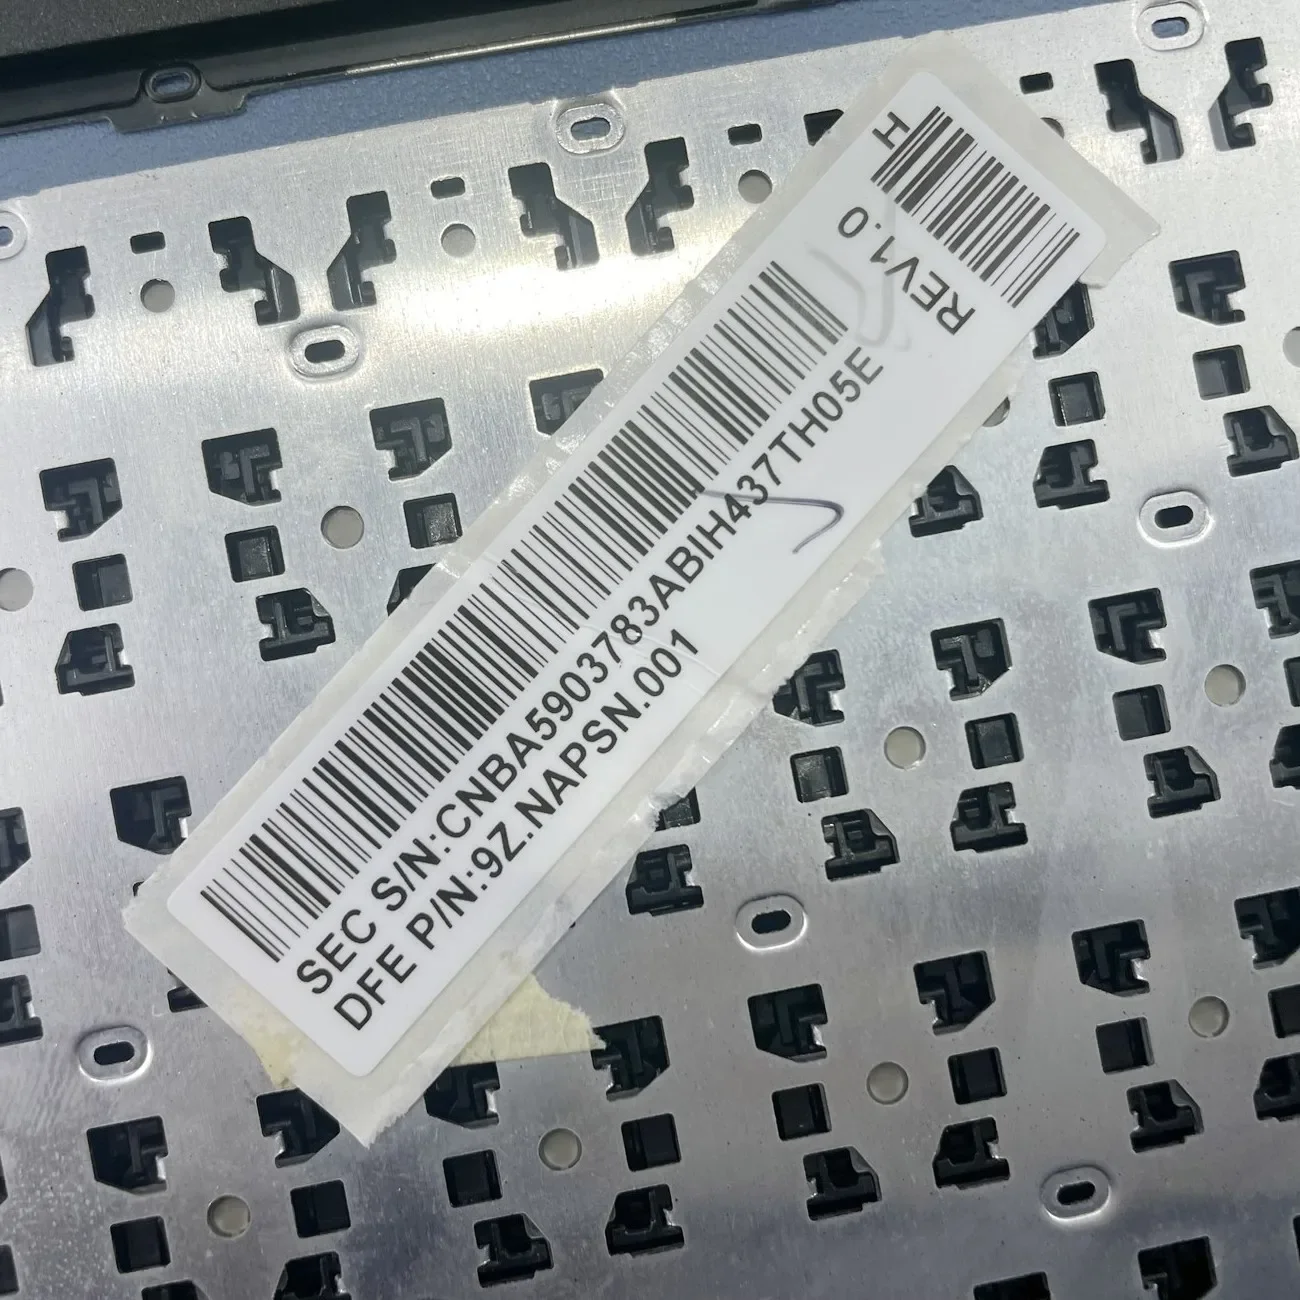 SEC S/N:CNBA5903783ABIH437TH05E
DFE P/N:9Z.NAPSN.001
REV1.0
H